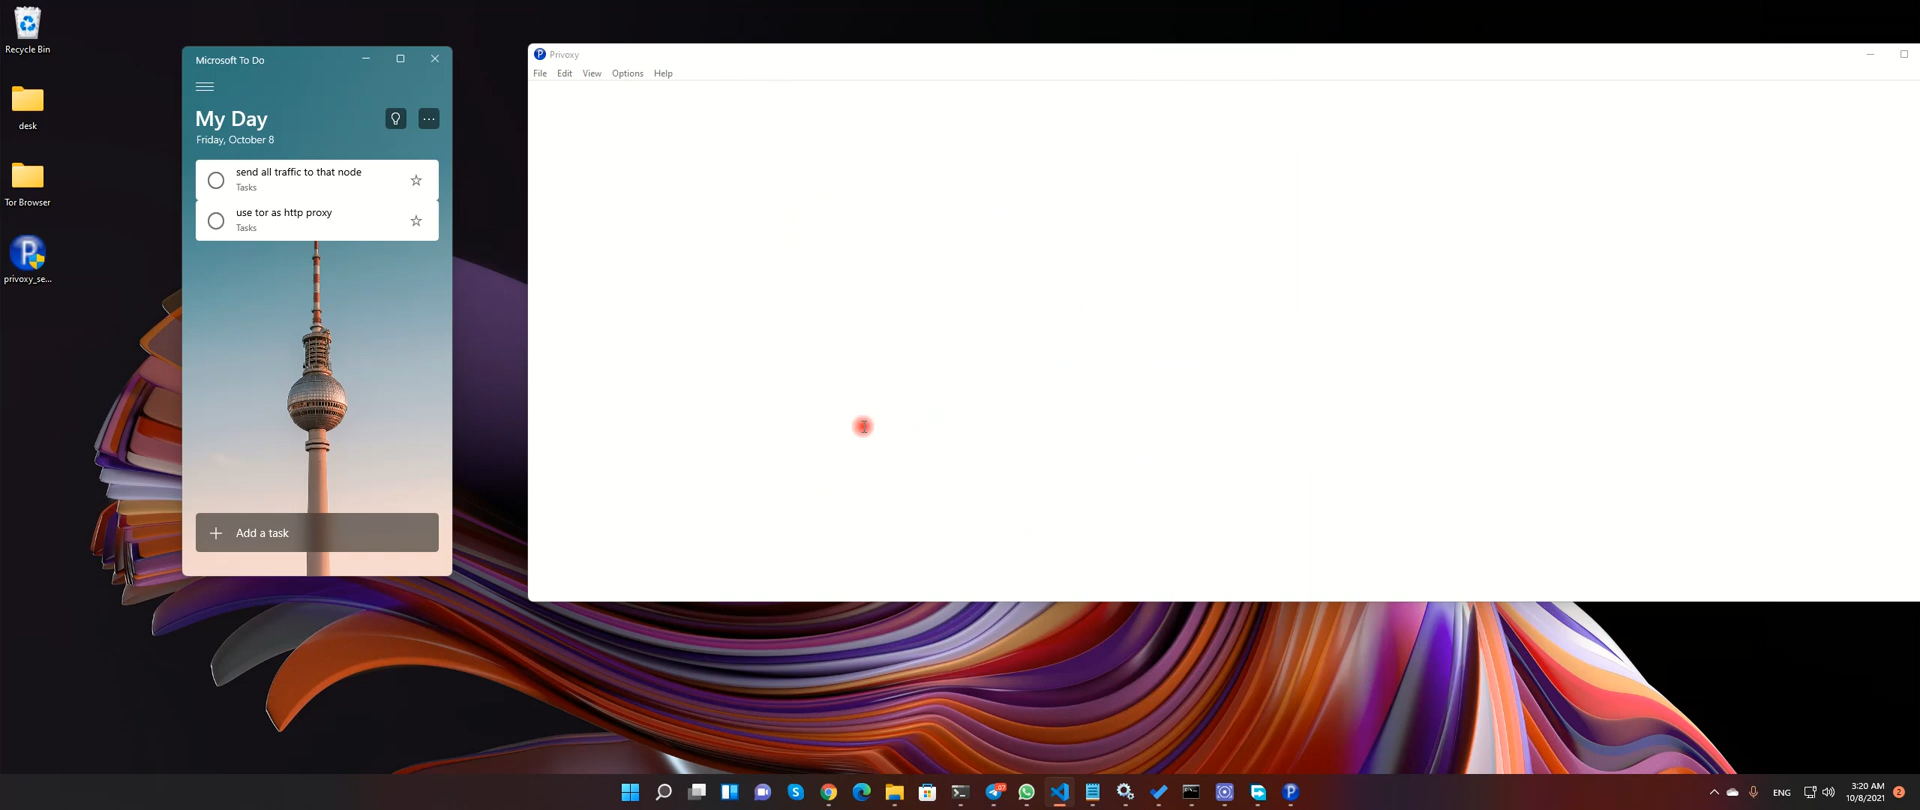 Recycle Bin
desk
Tor Browser
privoxy_se...
Microsoft To Do
My Day
Friday, October 8
send all traffic to that node
Tasks
use tor as http proxy
Tasks
Add a task
Privoxy
File Edit View Options Help
ENG
3:20 AM
10/8/2021
2